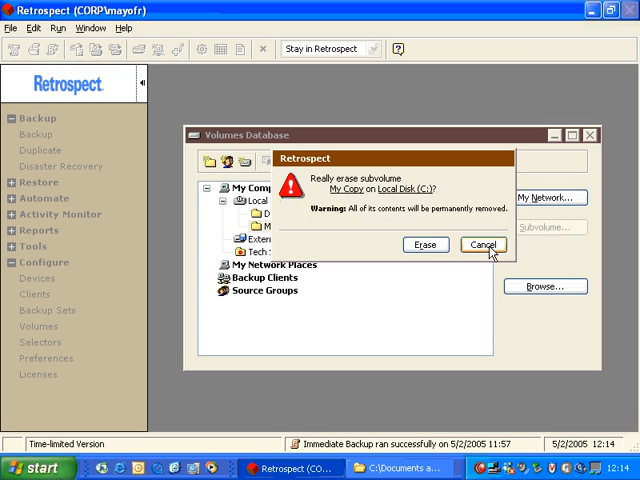 Retrospect (CORP\mayofr)
File Edit Run Window Help
Stay in Retrospect
Retrospect
Backup
Backup
Duplicate
Disaster Recovery
Restore
Automate
Activity Monitor
Reports
Tools
Configure
Devices
Clients
Backup Sets
Volumes
Selectors
Preferences
Licenses
Volumes Database
My Comp
Local
D
M
Extern
Tech S
My Network Places
Backup Clients
Source Groups
My Network...
Subvolume...
Browse...
Retrospect
Really erase subvolume
My Copy on Local Disk (C:)?
Warning: All of its contents will be permanently removed.
Erase
Cancel
Time-limited Version
Immediate Backup ran successfully on 5/2/2005 11:57
5/2/2005 12:14
start
Retrospect (CO...
C:\Documents a...
12:14